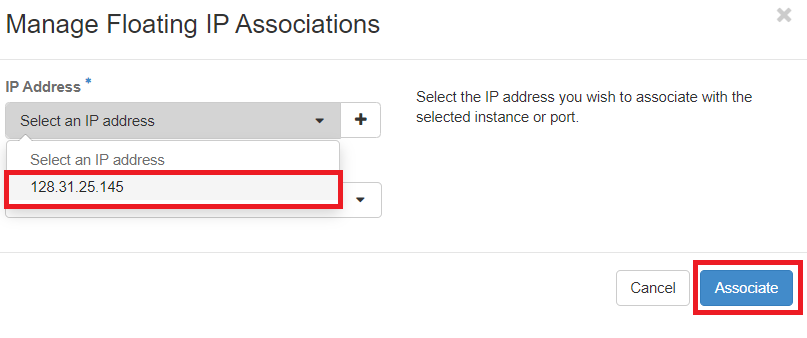 Manage Floating IP Associations
IP Address *
Select an IP address
Select an IP address
128.31.25.145
Select the IP address you wish to associate with the
selected instance or port.
Cancel
Associate